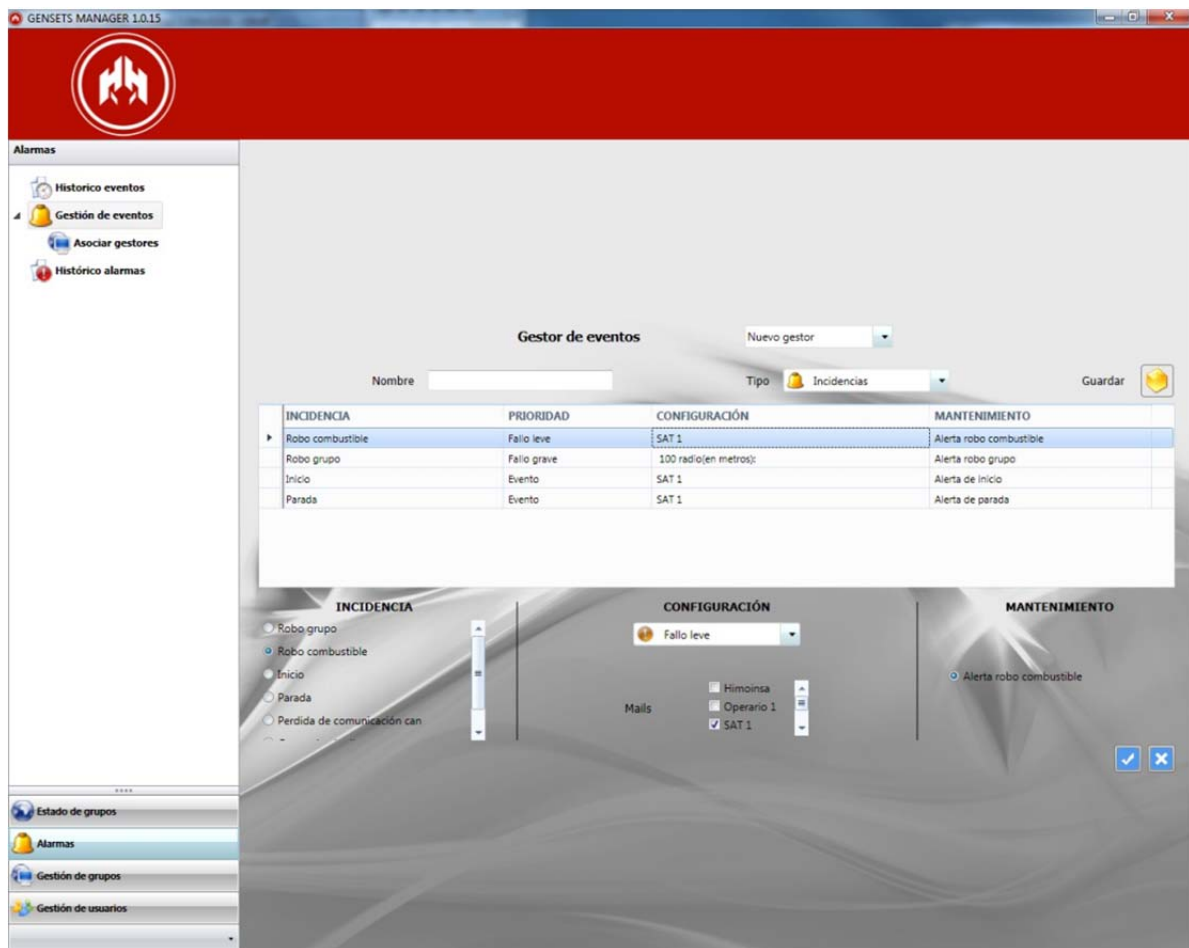 GENSETS MANAGER 1.0.15
Alarmas
Historico eventos
Gestión de eventos
Asociar gestores
Histórico alarmas
Gestor de eventos Nuevo gestor
Nombre Tipo Incidencias Guardar
INCIDENCIA PRIORIDAD CONFIGURACIÓN MANTENIMIENTO
Robo combustible Fallo leve SAT 1 Alerta robo combustible
Robo grupo Fallo grave 100 radio(en metros): Alerta robo grupo
Inicio Evento SAT 1 Alerta de inicio
Parada Evento SAT 1 Alerta de parada
INCIDENCIA
Robo grupo
Robo combustible
Inicio
Parada
Perdida de comunicación can
CONFIGURACIÓN
Fallo leve
Mails
Himoinsa
Operario 1
SAT 1
MANTENIMIENTO
Alerta robo combustible
Estado de grupos
Alarmas
Gestión de grupos
Gestión de usuarios